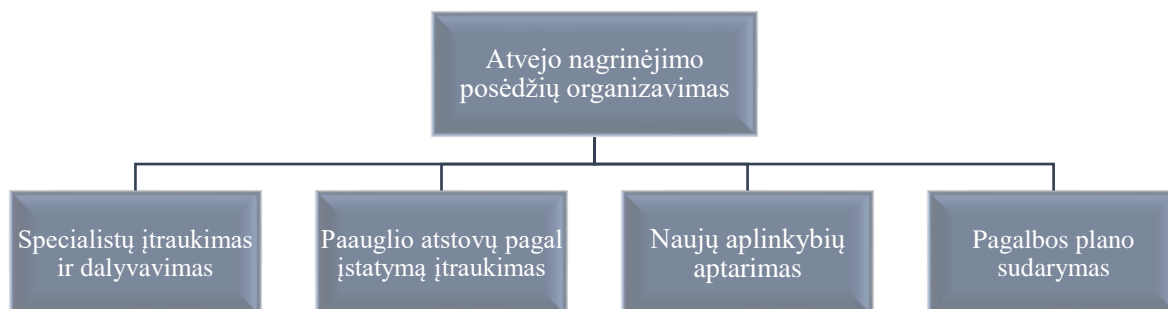 Atvejo nagrinėjimo
posėdžių organizavimas
Specialistų įtraukimas
ir dalyvavimas
Paauglio atstovų pagal
įstatymą įtraukimas
Naujų aplinkybių
aptarimas
Pagalbos plano
sudarymas